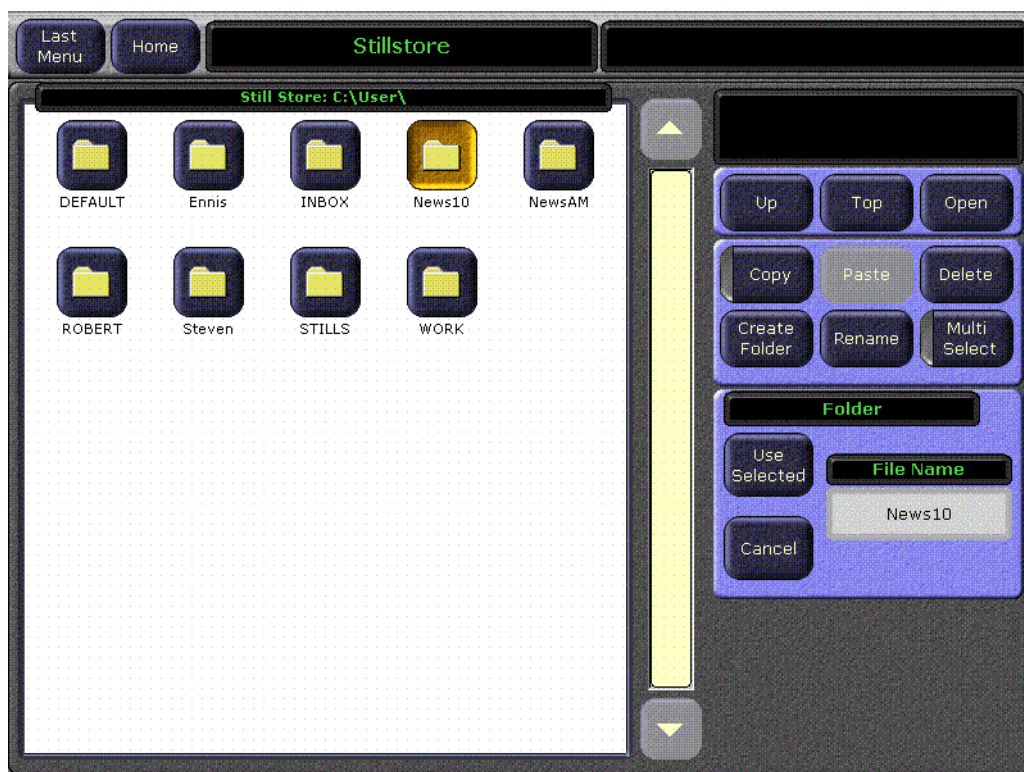 Last
Menu
Home
Stillstore
Still Store: C:\User\
DEFAULT
Ennis
INBOX
News10
NewsAM
ROBERT
Steven
STILLS
WORK
Up
Top
Open
Copy
Paste
Delete
Create
Folder
Rename
Multi
Select
Folder
Use
Selected
File Name
News10
Cancel